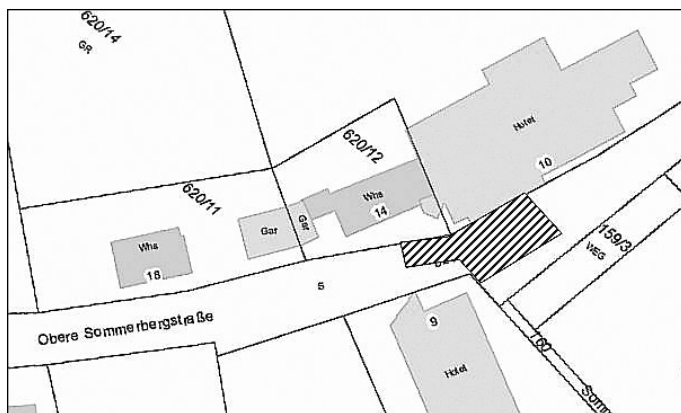 620/14
GR
620/12
Hotel
10
620/11
Whs
14
Gar
Gar
Whs
18
159/3
WEG
S
Obere Sommerbergstraße
9
Hotel
160